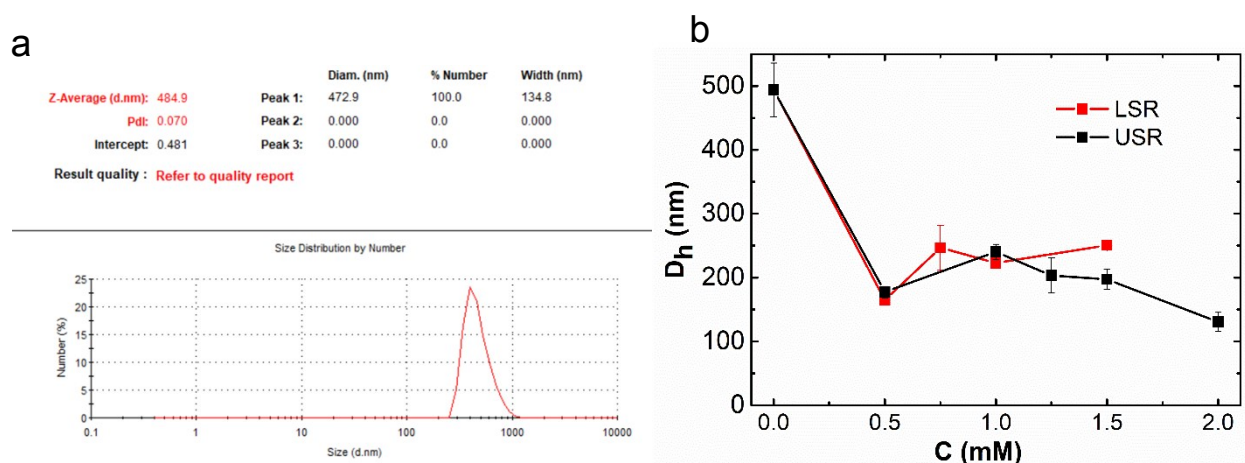 a
Diam. (nm) % Number Width (nm)
Z-Average (d.nm): 484.9 Peak 1: 472.9 100.0 134.8
PdI: 0.070 Peak 2: 0.000 0.0 0.000
Intercept: 0.481 Peak 3: 0.000 0.0 0.000
Result quality : Refer to quality report
Size Distribution by Number
Number (%)
25
20
15
10
5
0
0.1 1 10 100 1000 10000
Size (d.nm)
b
D_h (nm)
500
400
300
200
100
0
LSR
USR
0.0 0.5 1.0 1.5 2.0
C (mM)